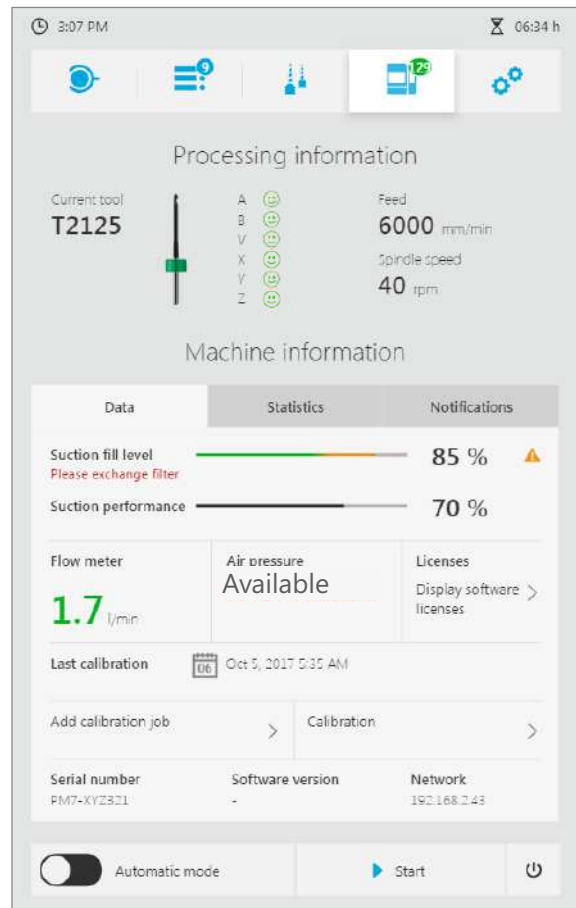 3:07 PM
06:34 h
9
129
Processing information
Current tool
T2125
A
B
V
X
Y
Z
Feed
6000 mm/min
Spindle speed
40 rpm
Machine information
Data
Statistics
Notifications
Suction fill level
85 %
Please exchange filter
Suction performance
70 %
Flow meter
1.7 l/min
Air pressure
Available
Licenses
Display software
licenses
Last calibration
06
Oct 5, 2017 5:35 AM
Add calibration job
Calibration
Serial number
PM7-XYZ321
Software version
-
Network
192.168.2.43
Automatic mode
Start